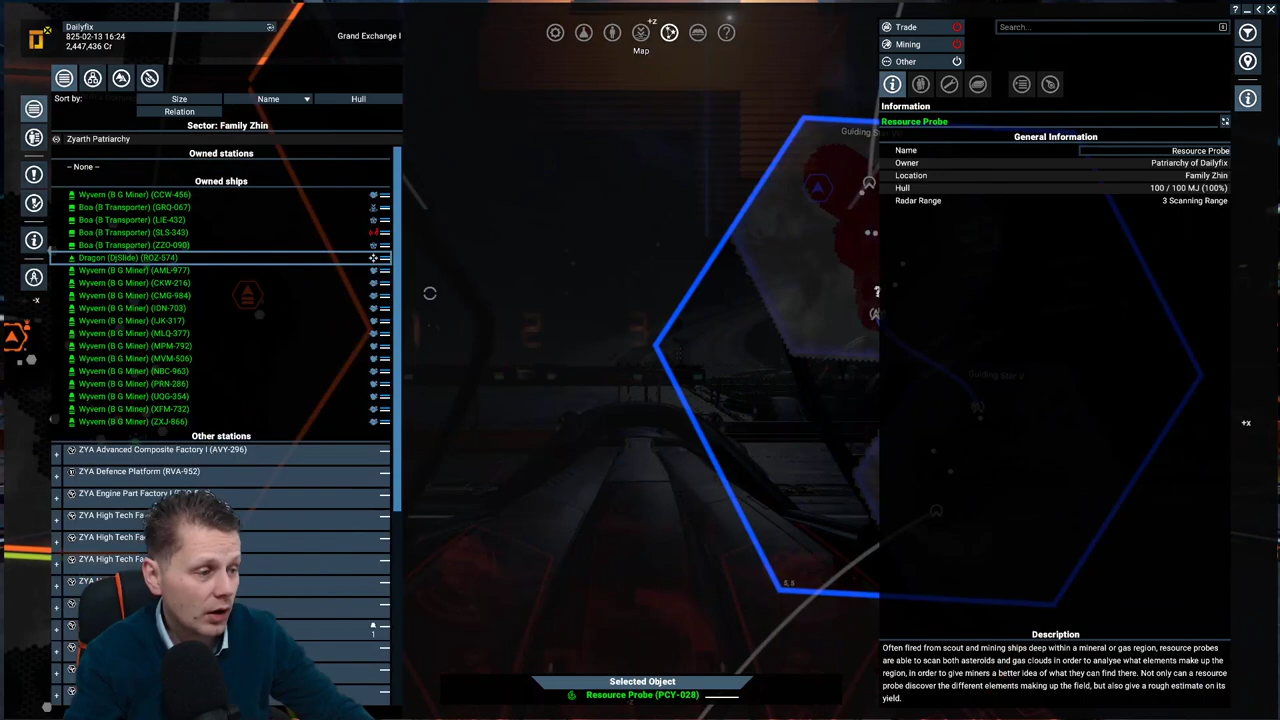 Dailyfix
825-02-13 16:24
2,447,436 Cr
Grand Exchange I
+z
Map
Trade
Mining
Other
Search...
Sort by:
Size
Name
Hull
Relation
Sector: Family Zhin
Zyarth Patriarchy
Owned stations
-- None --
Owned ships
Wyvern (B G Miner) (CCW-456)
Boa (B Transporter) (GRQ-067)
Boa (B Transporter) (LIE-432)
Boa (B Transporter) (SLS-343)
Boa (B Transporter) (ZZO-090)
Dragon (DjSlide) (ROZ-574)
Wyvern (B G Miner) (AML-977)
Wyvern (B G Miner) (CKW-216)
Wyvern (B G Miner) (CMG-984)
Wyvern (B G Miner) (IDN-703)
Wyvern (B G Miner) (IJK-317)
Wyvern (B G Miner) (MLQ-377)
Wyvern (B G Miner) (MPM-792)
Wyvern (B G Miner) (MVM-506)
Wyvern (B G Miner) (NBC-963)
Wyvern (B G Miner) (PRN-286)
Wyvern (B G Miner) (UQG-354)
Wyvern (B G Miner) (XFM-732)
Wyvern (B G Miner) (ZXJ-866)
Other stations
ZYA Advanced Composite Factory I (AVY-296)
ZYA Defence Platform (RVA-952)
ZYA Engine Part Factory I
ZYA High Tech Fa
ZYA High Tech Fa
ZYA High Tech Fa
ZYA
1
-x
+x
Guiding Star VII
Guiding Star V
Information
Resource Probe
General Information
Name Resource Probe
Owner Patriarchy of Dailyfix
Location Family Zhin
Hull 100 / 100 MJ (100%)
Radar Range 3 Scanning Range
Description
Often fired from scout and mining ships deep within a mineral or gas region, resource probes
are able to scan both asteroids and gas clouds in order to analyse what elements make up the
region, in order to give miners a better idea of what they can find there. Not only can a resource
probe discover the different elements making up the field, but also give a rough estimate on its
yield.
Selected Object
Resource Probe (PCY-028)